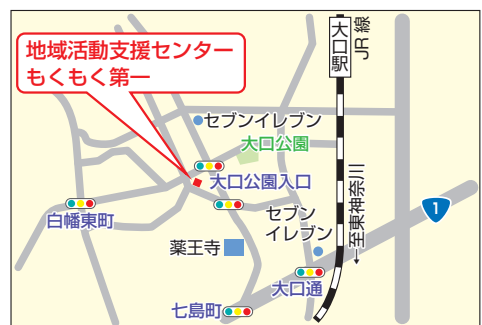 地域活動支援センター
もくもく第一
大口駅
JR線
セブンイレブン
大口公園
大口公園入口
白幡東町
セブン
イレブン
薬王寺
←至東神奈川
1
大口通
七島町